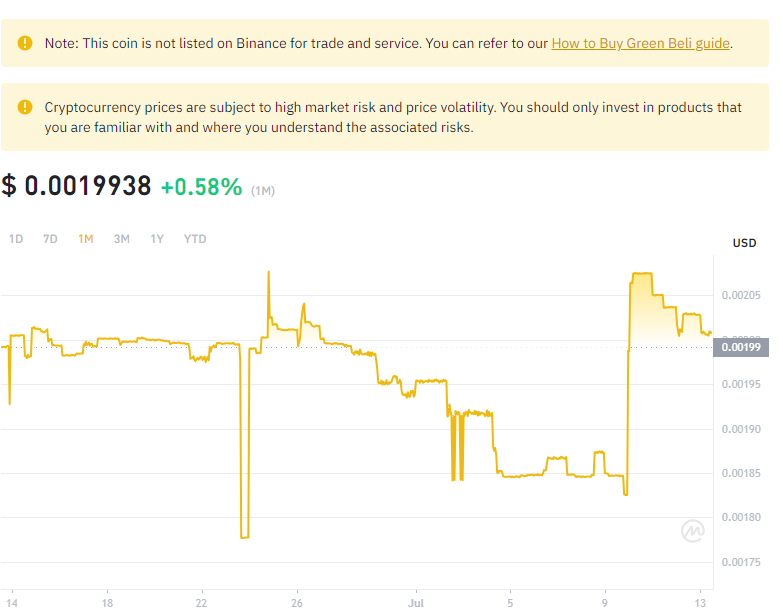 Note: This coin is not listed on Binance for trade and service. You can refer to our How to Buy Green Beli guide.
Cryptocurrency prices are subject to high market risk and price volatility. You should only invest in products that
you are familiar with and where you understand the associated risks.
$ 0.0019938 +0.58% (1M)
1D 7D 1M 3M 1Y YTD
USD
0.00205
0.00199
0.00195
0.00190
0.00185
0.00180
0.00175
14 18 22 26 Jul 5 9 13